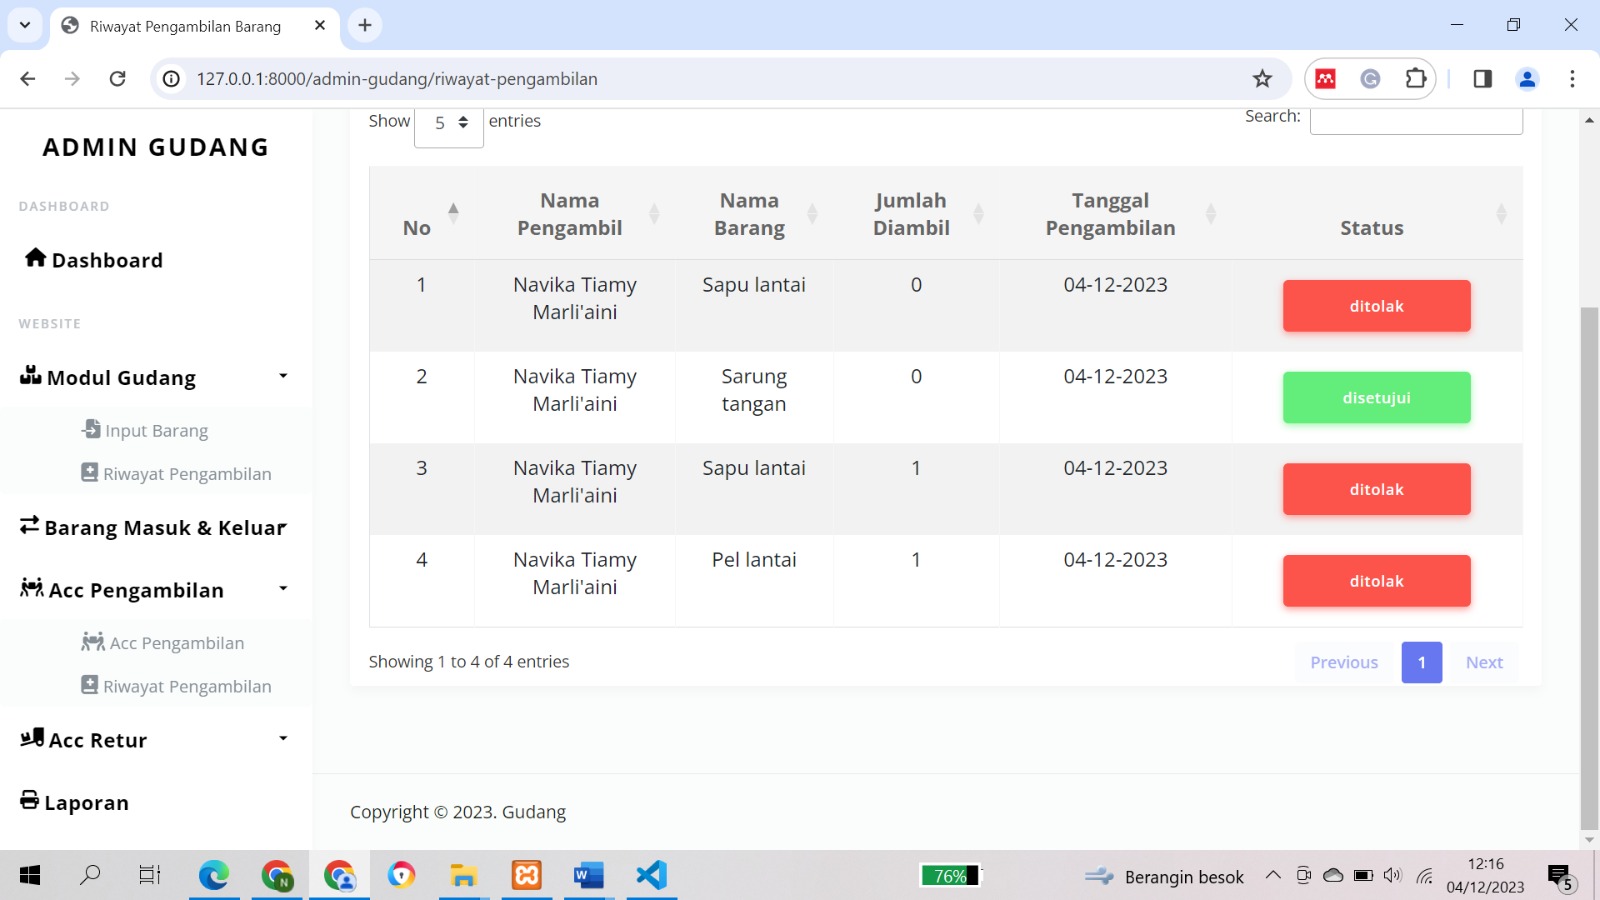 Riwayat Pengambilan Barang
127.0.0.1:8000/admin-gudang/riwayat-pengambilan
ADMIN GUDANG
DASHBOARD
Dashboard
WEBSITE
Modul Gudang
Input Barang
Riwayat Pengambilan
Barang Masuk & Keluar
Acc Pengambilan
Acc Pengambilan
Riwayat Pengambilan
Acc Retur
Laporan
Show 5 entries
Search:
No Nama Pengambil Nama Barang Jumlah Diambil Tanggal Pengambilan Status
1 Navika Tiamy Marli'aini Sapu lantai 0 04-12-2023 ditolak
2 Navika Tiamy Marli'aini Sarung tangan 0 04-12-2023 disetujui
3 Navika Tiamy Marli'aini Sapu lantai 1 04-12-2023 ditolak
4 Navika Tiamy Marli'aini Pel lantai 1 04-12-2023 ditolak
Showing 1 to 4 of 4 entries
Previous 1 Next
Copyright © 2023. Gudang
76%
Berangin besok
12:16
04/12/2023
5